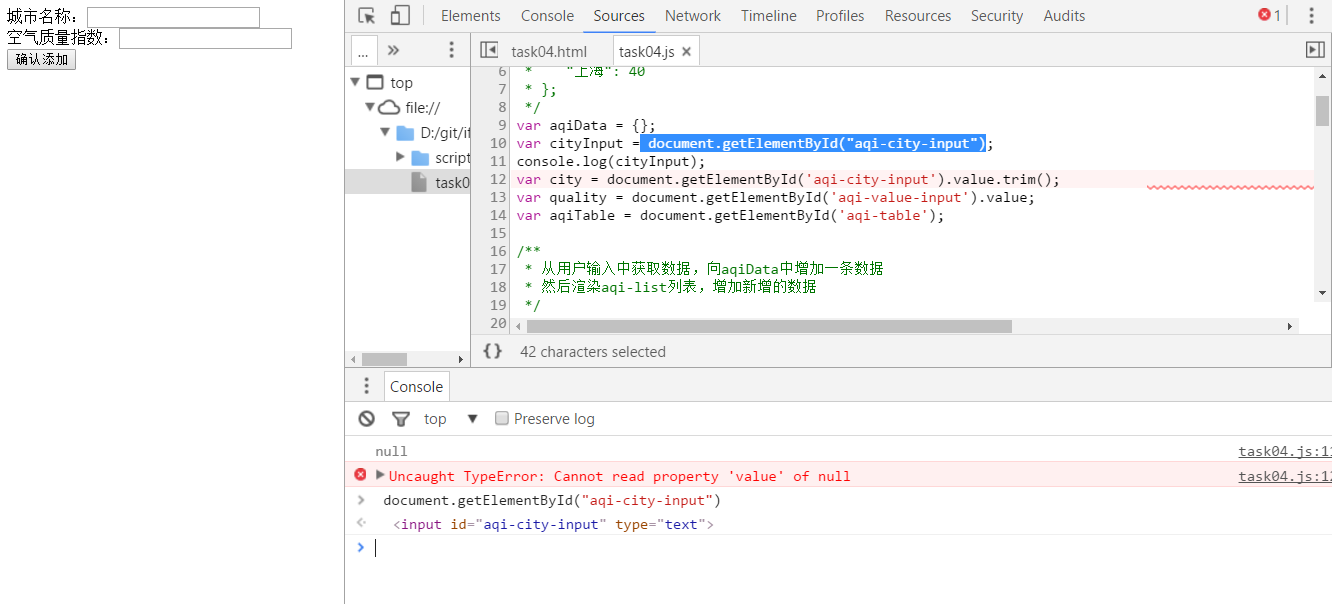 城市名称：
空气质量指数：
确认添加
Elements Console Sources Network Timeline Profiles Resources Security Audits 1
... » task04.html task04.js ×
top
file://
D:/git/if
script
task0
6 * "上海": 40
7 * };
8 */
9 var aqiData = {};
10 var cityInput = document.getElementById("aqi-city-input");
11 console.log(cityInput);
12 var city = document.getElementById('aqi-city-input').value.trim();
13 var quality = document.getElementById('aqi-value-input').value;
14 var aqiTable = document.getElementById('aqi-table');
15
16 /**
17 * 从用户输入中获取数据，向aqiData中增加一条数据
18 * 然后渲染aqi-list列表，增加新增的数据
19 */
20
{} 42 characters selected
Console
top Preserve log
null task04.js:11
Uncaught TypeError: Cannot read property 'value' of null task04.js:12
document.getElementById("aqi-city-input")
<input id="aqi-city-input" type="text">